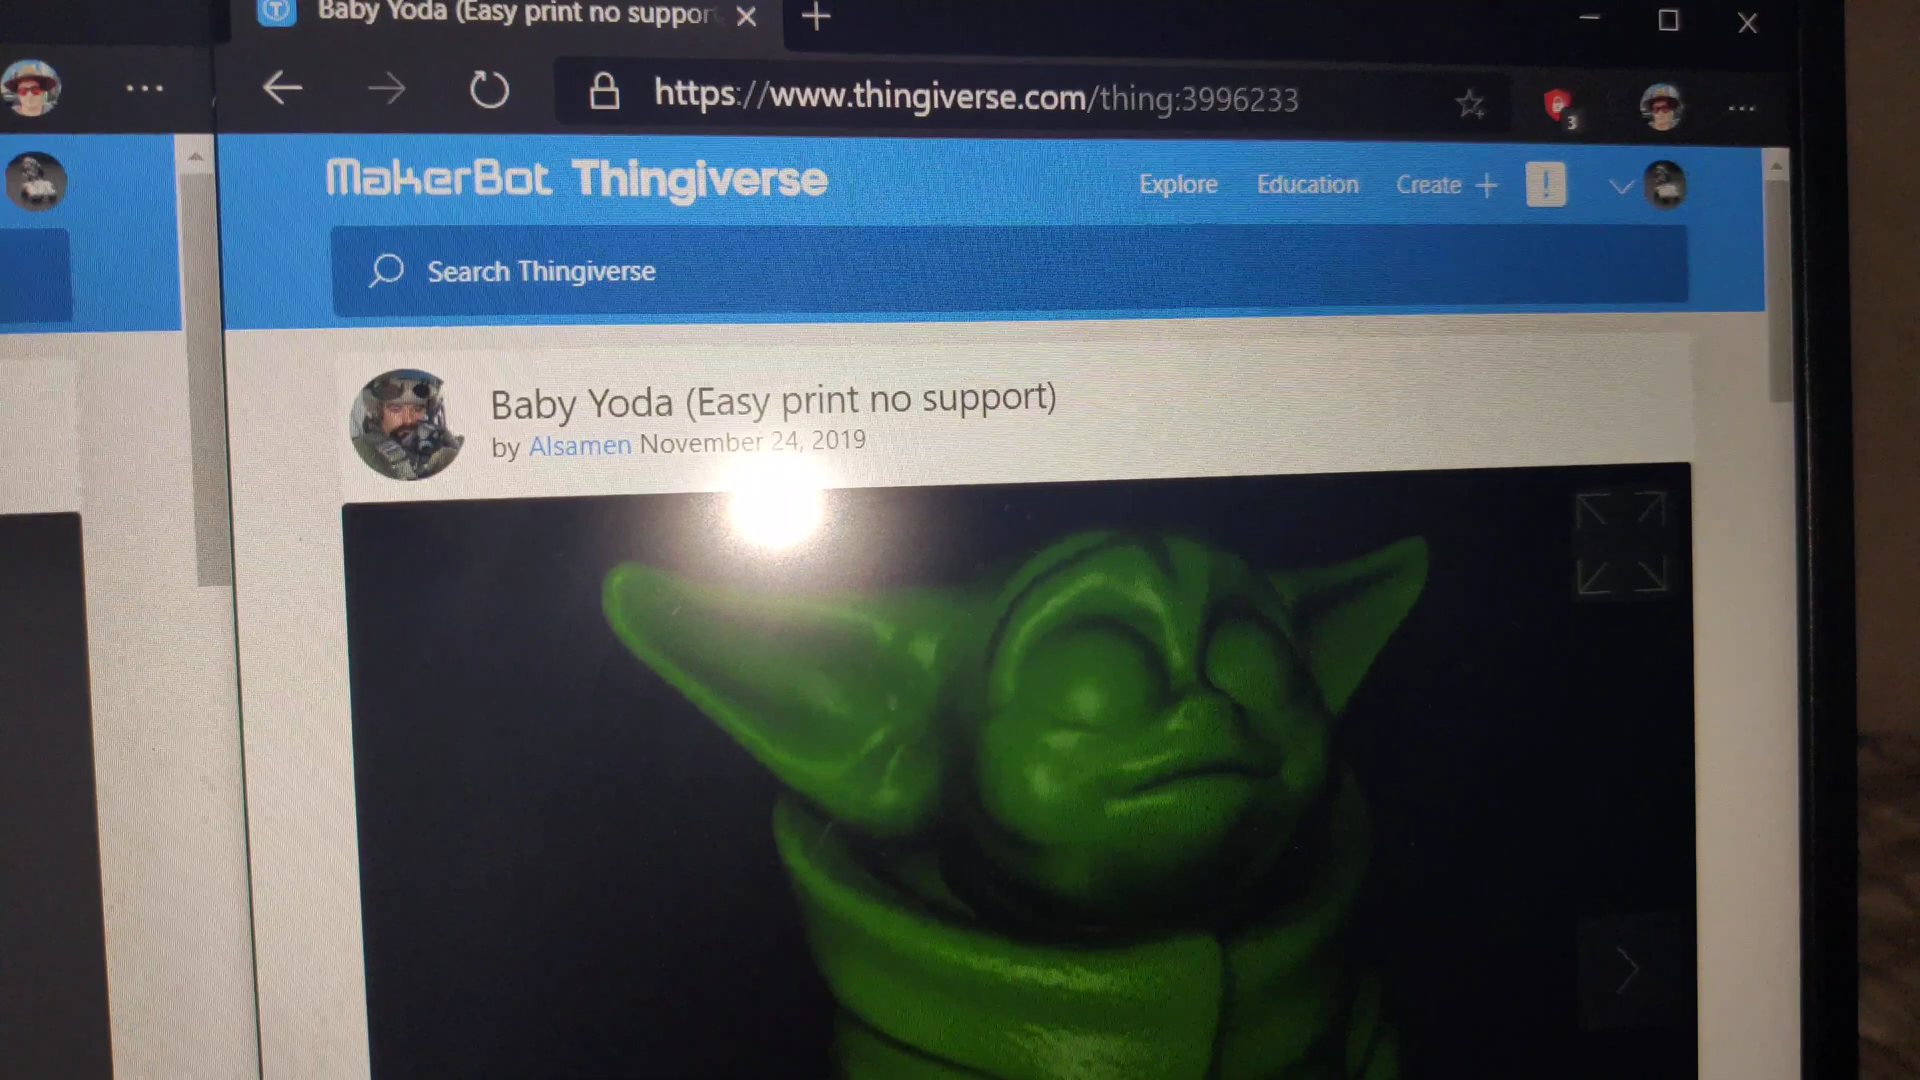 Baby Yoda (Easy print no suppor
https://www.thingiverse.com/thing:3996233
3
MakerBot Thingiverse
Explore Education Create +
Search Thingiverse
Baby Yoda (Easy print no support)
by Alsamen November 24, 2019